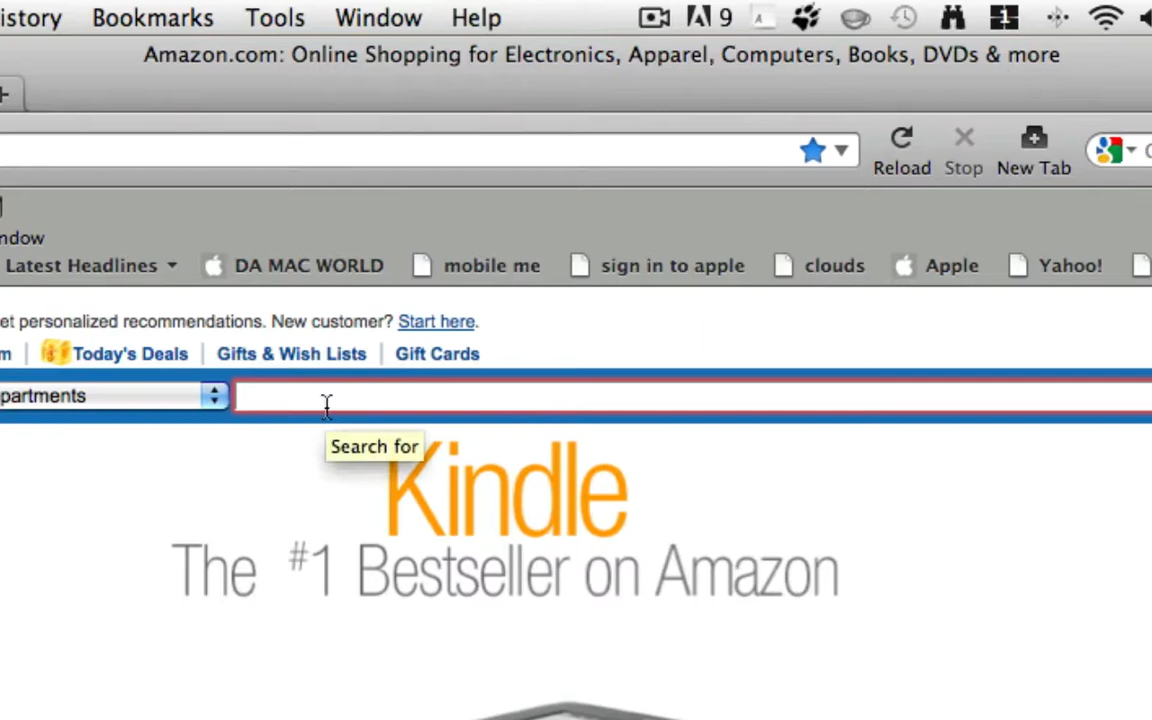 istory Bookmarks Tools Window Help 9 1
Amazon.com: Online Shopping for Electronics, Apparel, Computers, Books, DVDs & more
Reload Stop New Tab
ndow
Latest Headlines DA MAC WORLD mobile me sign in to apple clouds Apple Yahoo!
et personalized recommendations. New customer? Start here.
m | Today's Deals | Gifts & Wish Lists | Gift Cards
partments
Search for
Kindle
The #1 Bestseller on Amazon